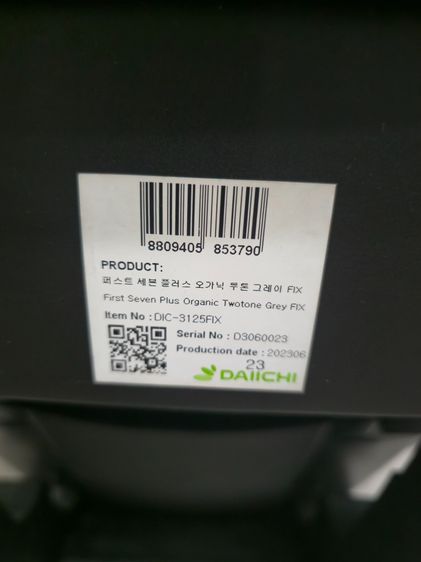 8809405 853790
PRODUCT:
퍼스트 세븐 플러스 오가닉 투톤 그레이 FIX
First Seven Plus Organic Twotone Grey FIX
Item No : DIC-3125FIX
Serial No : D3060023
Production date : 202306
23
DAIICHI